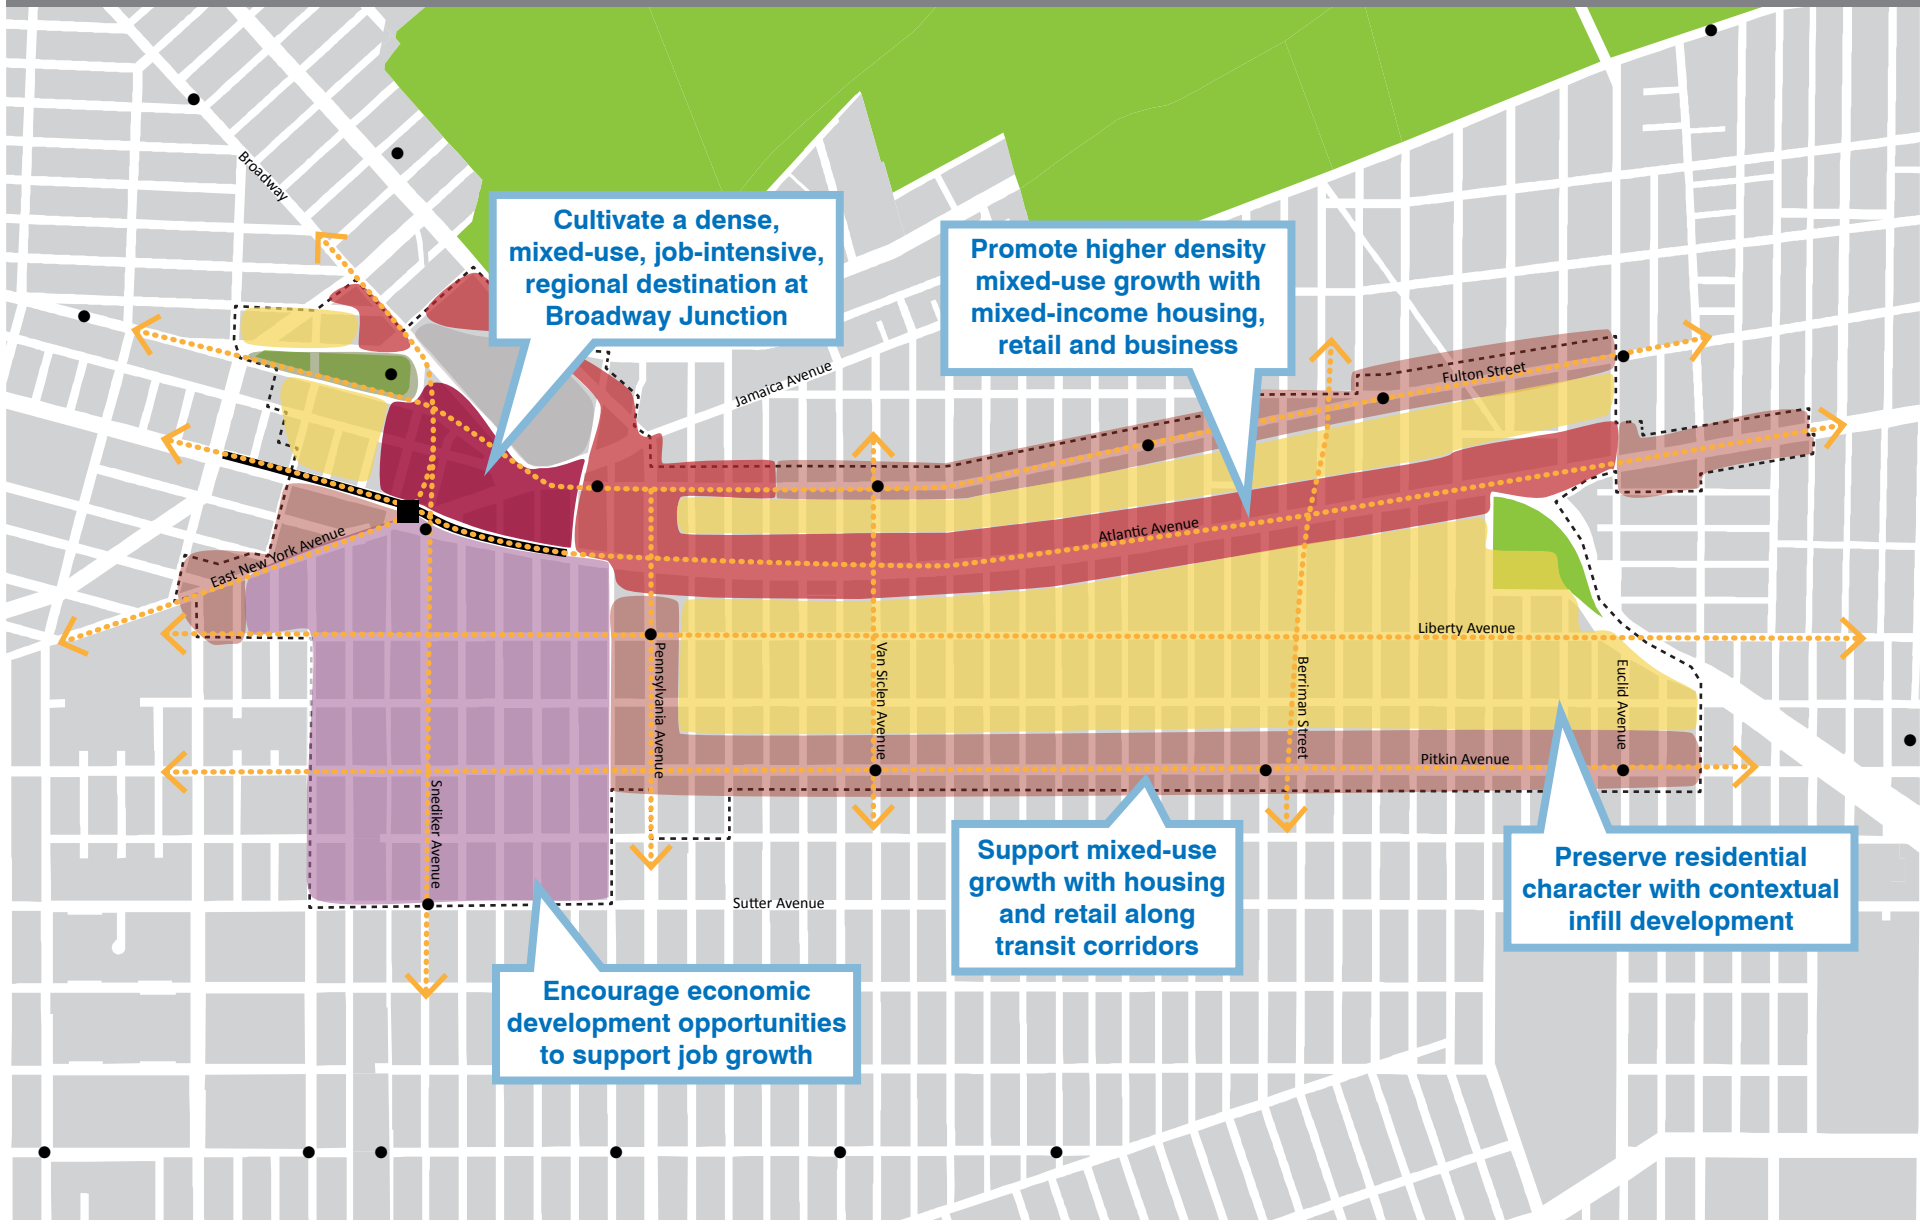 Broadway
Cultivate a dense,
mixed-use, job-intensive,
regional destination at
Broadway Junction
Promote higher density
mixed-use growth with
mixed-income housing,
retail and business
Jamaica Avenue
Fulton Street
Atlantic Avenue
East New York Avenue
Liberty Avenue
Pennsylvania Avenue
Van Siclen Avenue
Berriman Street
Euclid Avenue
Pitkin Avenue
Snediker Avenue
Sutter Avenue
Support mixed-use
growth with housing
and retail along
transit corridors
Preserve residential
character with contextual
infill development
Encourage economic
development opportunities
to support job growth